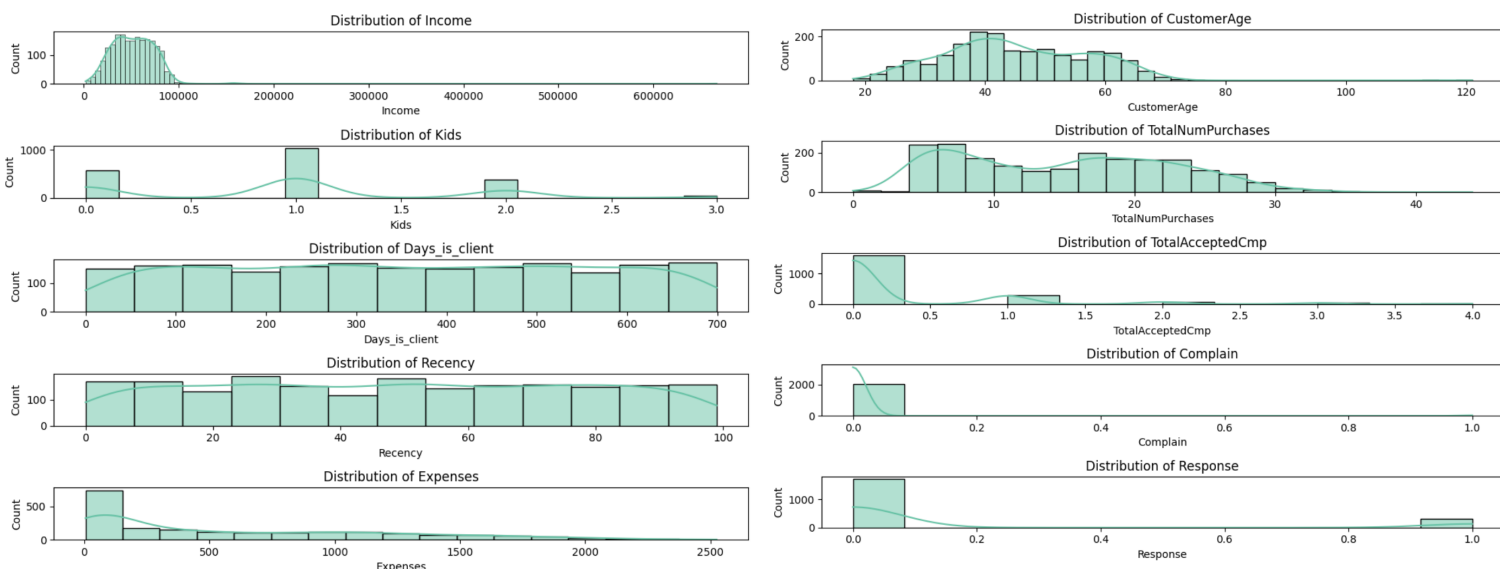 Distribution of Income
Count
100
0
0 100000 200000 300000 400000 500000 600000
Income
Distribution of Kids
Count
1000
0
0.0 0.5 1.0 1.5 2.0 2.5 3.0
Kids
Distribution of Days_is_client
Count
100
0
0 100 200 300 400 500 600 700
Days_is_client
Distribution of Recency
Count
100
0
0 20 40 60 80 100
Recency
Distribution of Expenses
Count
500
0
0 500 1000 1500 2000 2500
Expenses
Distribution of CustomerAge
Count
200
0
20 40 60 80 100 120
CustomerAge
Distribution of TotalNumPurchases
Count
200
0
0 10 20 30 40
TotalNumPurchases
Distribution of TotalAcceptedCmp
Count
1000
0
0.0 0.5 1.0 1.5 2.0 2.5 3.0 3.5 4.0
TotalAcceptedCmp
Distribution of Complain
Count
2000
0
0.0 0.2 0.4 0.6 0.8 1.0
Complain
Distribution of Response
Count
1000
0
0.0 0.2 0.4 0.6 0.8 1.0
Response